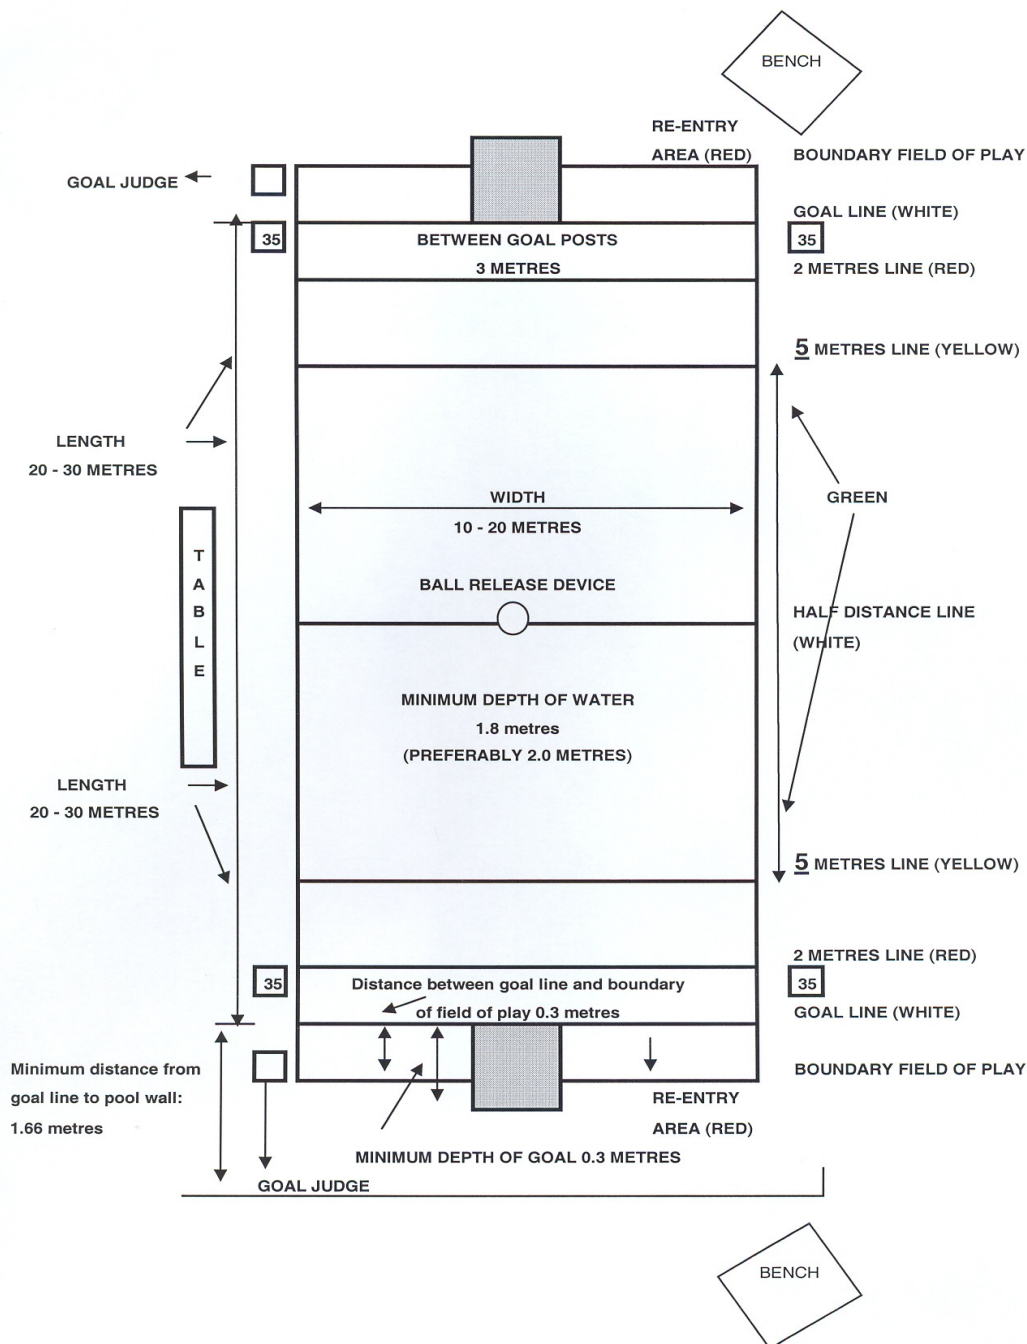 BENCH
RE-ENTRY
AREA (RED)
BOUNDARY FIELD OF PLAY
GOAL JUDGE
GOAL LINE (WHITE)
35
BETWEEN GOAL POSTS
35
3 METRES
2 METRES LINE (RED)
5 METRES LINE (YELLOW)
LENGTH
20 - 30 METRES
WIDTH
GREEN
10 - 20 METRES
TABLE
BALL RELEASE DEVICE
HALF DISTANCE LINE
(WHITE)
MINIMUM DEPTH OF WATER
1.8 metres
(PREFERABLY 2.0 METRES)
LENGTH
20 - 30 METRES
5 METRES LINE (YELLOW)
2 METRES LINE (RED)
35
Distance between goal line and boundary
35
of field of play 0.3 metres
GOAL LINE (WHITE)
Minimum distance from
goal line to pool wall:
1.66 metres
BOUNDARY FIELD OF PLAY
RE-ENTRY
AREA (RED)
MINIMUM DEPTH OF GOAL 0.3 METRES
GOAL JUDGE
BENCH